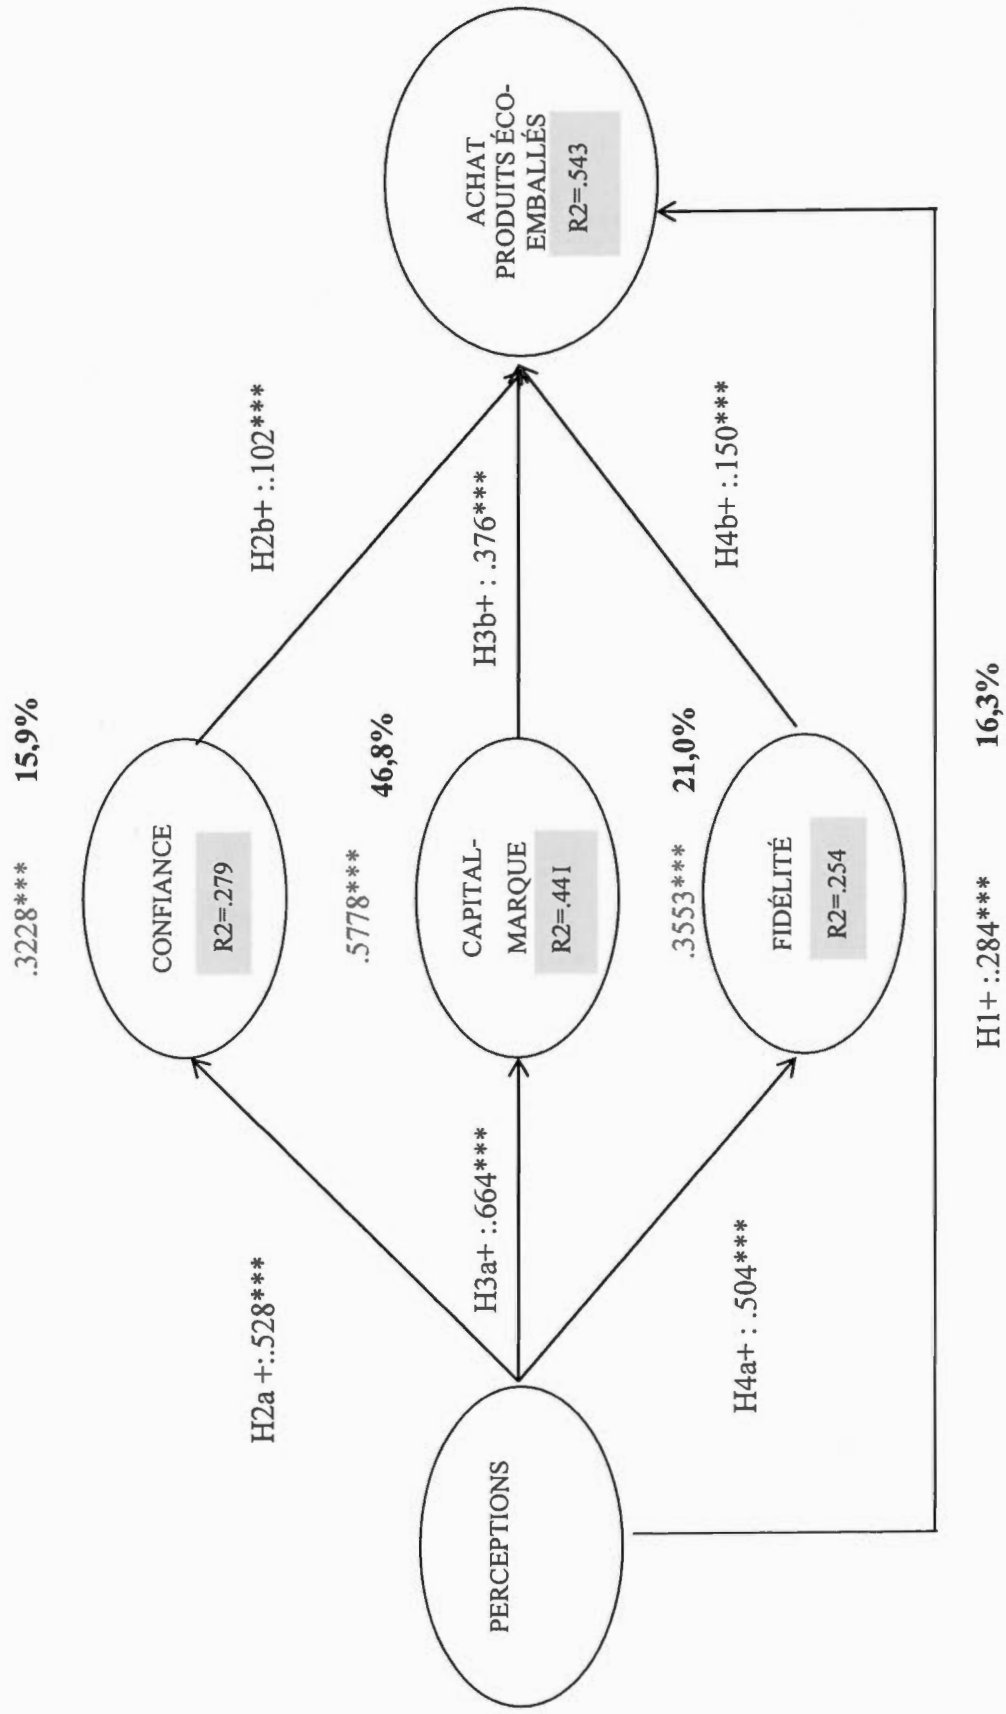 .3228*** 15,9%
CONFIANCE
R2=.279
H2a +:.528***
H2b+ :.102***
.5778*** 46,8%
CAPITAL-
MARQUE
R2=.441
H3a+ :.664***
H3b+ : .376***
PERCEPTIONS
ACHAT
PRODUITS ÉCO-
EMBALLÉS
R2=.543
.3553*** 21,0%
FIDÉLITÉ
R2=.254
H4a+ : .504***
H4b+ :.150***
H1+ :.284*** 16,3%